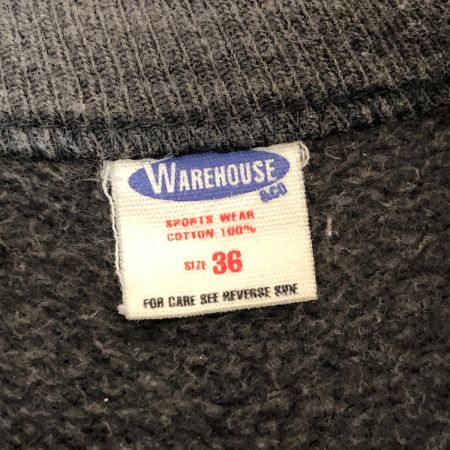 WAREHOUSE
& CO
SPORTS WEAR
COTTON 100%
SIZE 36
FOR CARE SEE REVERSE SIDE